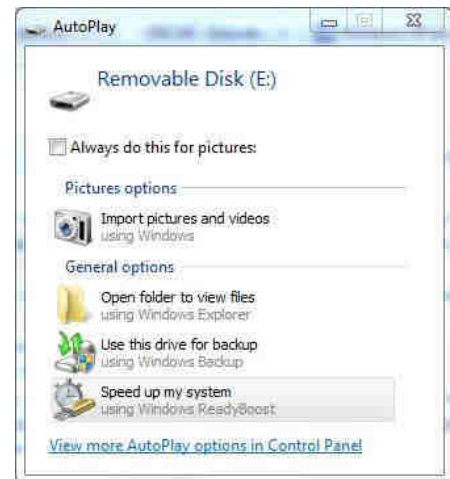 AutoPlay
Removable Disk (E:)
Always do this for pictures:
Pictures options
Import pictures and videos
using Windows
General options
Open folder to view files
using Windows Explorer
Use this drive for backup
using Windows Backup
Speed up my system
using Windows ReadyBoost
View more AutoPlay options in Control Panel